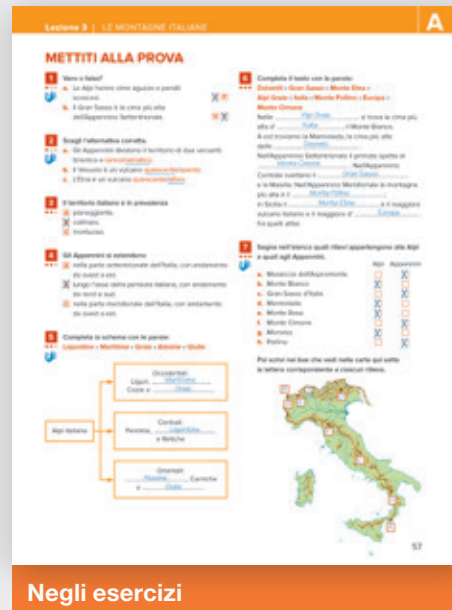 Lezione 3 | LE MONTAGNE ITALIANE
A
METTITI ALLA PROVA
1 Vero o falso?
a. Le Alpi hanno cime aguzze e pendii
scoscesi.
b. Il Gran Sasso è la cima più alta
dell'Appennino Settentrionale.
2 Scegli l'alternativa corretta.
a. Gli Appennini dividono il territorio di due versanti:
tirrenico e
b. Il Vesuvio è un vulcano quiescente/spento.
c. L'Etna è un vulcano quiescente/attivo.
3 Il territorio italiano è in prevalenza
pianeggiante.
X collinare.
montuoso.
4 Gli Appennini si estendono
nella parte settentrionale dell'Italia, con andamento
da ovest a est.
X lungo l'asse della penisola italiana, con andamento
da nord a sud.
nella parte meridionale dell'Italia, con andamento
da ovest a est.
5 Completa lo schema con le parole:
Lepontine • Marittime • Graie • Atesine • Giulie
Alpi italiane
Occidentali:
Liguri, Marittime
Cozie e Graie
Centrali:
Pennine, Lepontine
e Retiche
Orientali:
Atesine, Carniche
e Giulie
6 Completa il testo con le parole:
Dolomiti • Gran Sasso • Monte Etna •
Alpi Graie • Italia • Monte Pollino • Europa •
Monte Cimone
Nelle Alpi Graie si trova la cima più
alta d' Italia: il Monte Bianco.
A est troviamo la Marmolada, la cima più alta
delle Dolomiti.
Nell'Appennino Settentrionale il primato spetta al
Monte Cimone. Nell'Appennino
Centrale svettano il Gran Sasso
e la Maiella. Nell'Appennino Meridionale la montagna
più alta è il Monte Pollino;
in Sicilia il Monte Etna è il maggiore
vulcano italiano e il maggiore d' Europa
fra quelli attivi.
7 Segna nell'elenco quali rilievi appartengono alle Alpi
e quali agli Appennini.
Alpi Appennini
a. Massiccio dell'Aspromonte X
b. Monte Bianco X
c. Gran Sasso d'Italia X
d. Marmolada X
e. Monte Rosa X
f. Monte Cimone X
g. Monviso X
h. Pollino X
Poi scrivi nei box che vedi nella carta qui sotto
la lettera corrispondente a ciascun rilievo.
57
Negli esercizi